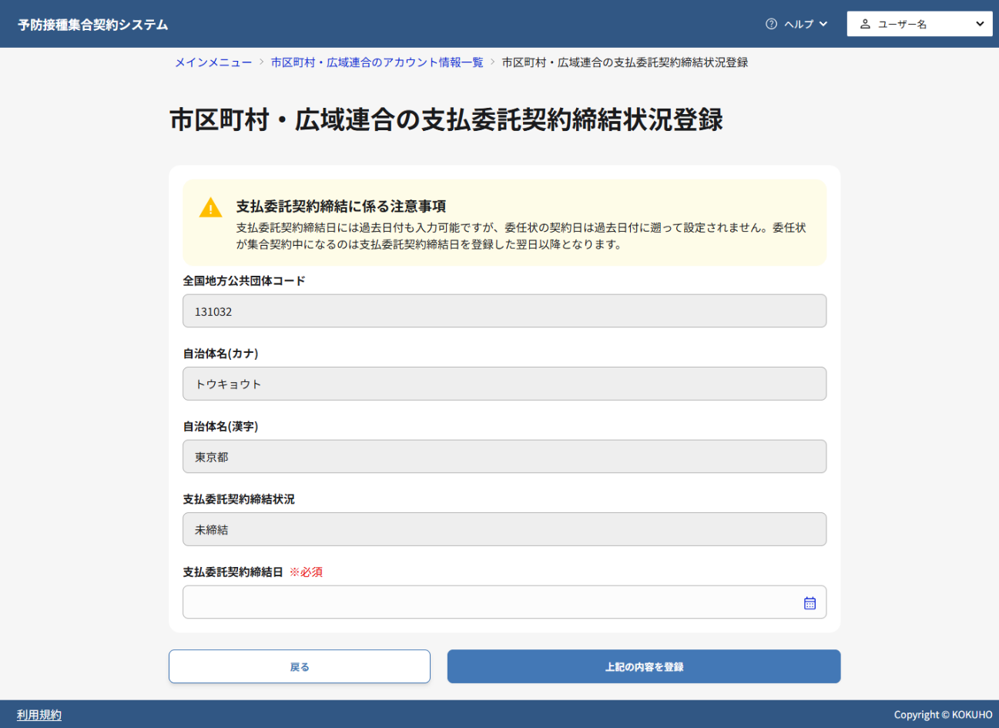 予防接種集合契約システム
ヘルプ
ユーザー名
メインメニュー > 市区町村・広域連合のアカウント情報一覧 > 市区町村・広域連合の支払委託契約締結状況登録
市区町村・広域連合の支払委託契約締結状況登録
支払委託契約締結に係る注意事項
支払委託契約締結日には過去日付も入力可能ですが、委任状の契約日は過去日付に遡って設定されません。委任状
が集合契約中になるのは支払委託契約締結日を登録した翌日以降となります。
全国地方公共団体コード
131032
自治体名(カナ)
トウキョウト
自治体名(漢字)
東京都
支払委託契約締結状況
未締結
支払委託契約締結日 ※必須
戻る
上記の内容を登録
利用規約
Copyright © KOKUHO